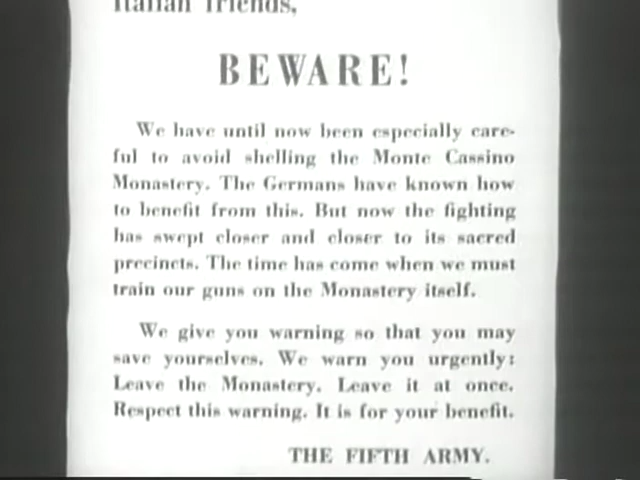 Italian friends,
BEWARE!
We have until now been especially care-
ful to avoid shelling the Monte Cassino
Monastery. The Germans have known how
to benefit from this. But now the fighting
has swept closer and closer to its sacred
precincts. The time has come when we must
train our guns on the Monastery itself.
We give you warning so that you may
save yourselves. We warn you urgently:
Leave the Monastery. Leave it at once.
Respect this warning. It is for your benefit.
THE FIFTH ARMY.